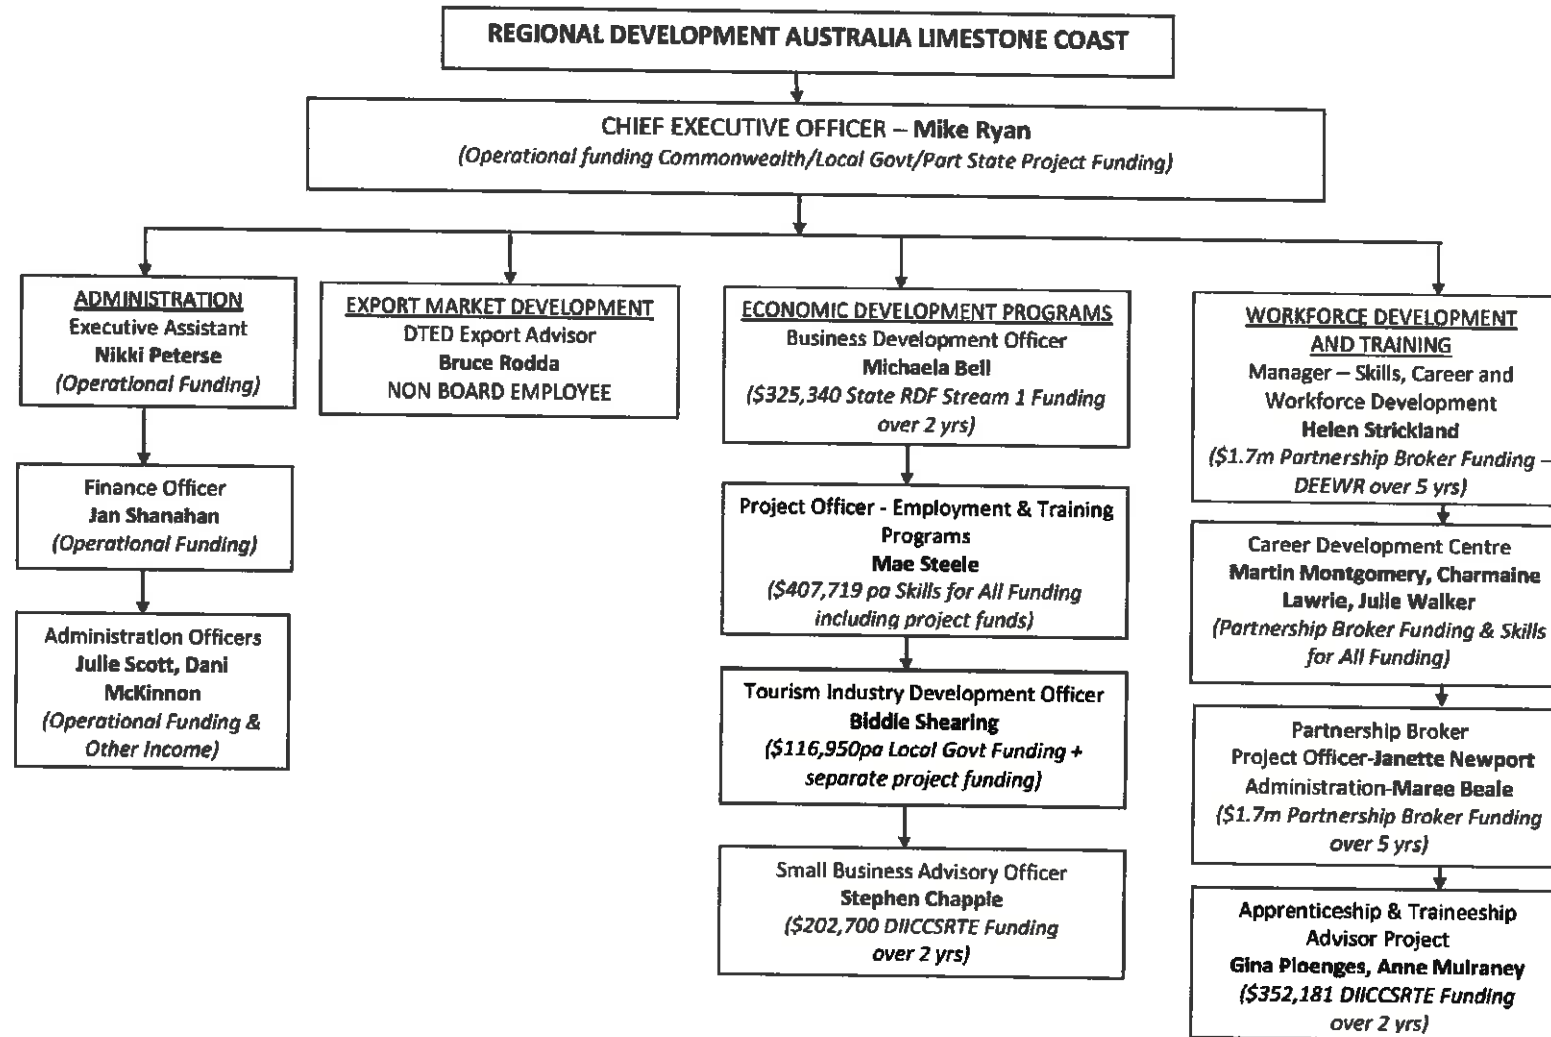 REGIONAL DEVELOPMENT AUSTRALIA LIMESTONE COAST
CHIEF EXECUTIVE OFFICER – Mike Ryan
(Operational funding Commonwealth/Local Govt/Part State Project Funding)
ADMINISTRATION
Executive Assistant
Nikki Peterse
(Operational Funding)
Finance Officer
Jan Shanahan
(Operational Funding)
Administration Officers
Julie Scott, Dani
McKinnon
(Operational Funding &
Other Income)
EXPORT MARKET DEVELOPMENT
DTED Export Advisor
Bruce Rodda
NON BOARD EMPLOYEE
ECONOMIC DEVELOPMENT PROGRAMS
Business Development Officer
Michaela Bell
($325,340 State RDF Stream 1 Funding
over 2 yrs)
Project Officer - Employment & Training
Programs
Mae Steele
($407,719 pa Skills for All Funding
including project funds)
Tourism Industry Development Officer
Biddie Shearing
($116,950pa Local Govt Funding +
separate project funding)
Small Business Advisory Officer
Stephen Chapple
($202,700 DIICCSRTE Funding
over 2 yrs)
WORKFORCE DEVELOPMENT
AND TRAINING
Manager – Skills, Career and
Workforce Development
Helen Strickland
($1.7m Partnership Broker Funding –
DEEWR over 5 yrs)
Career Development Centre
Martin Montgomery, Charmaine
Lawrie, Julie Walker
(Partnership Broker Funding & Skills
for All Funding)
Partnership Broker
Project Officer-Janette Newport
Administration-Maree Beale
($1.7m Partnership Broker Funding
over 5 yrs)
Apprenticeship & Traineeship
Advisor Project
Gina Ploenges, Anne Mulraney
($352,181 DIICCSRTE Funding
over 2 yrs)